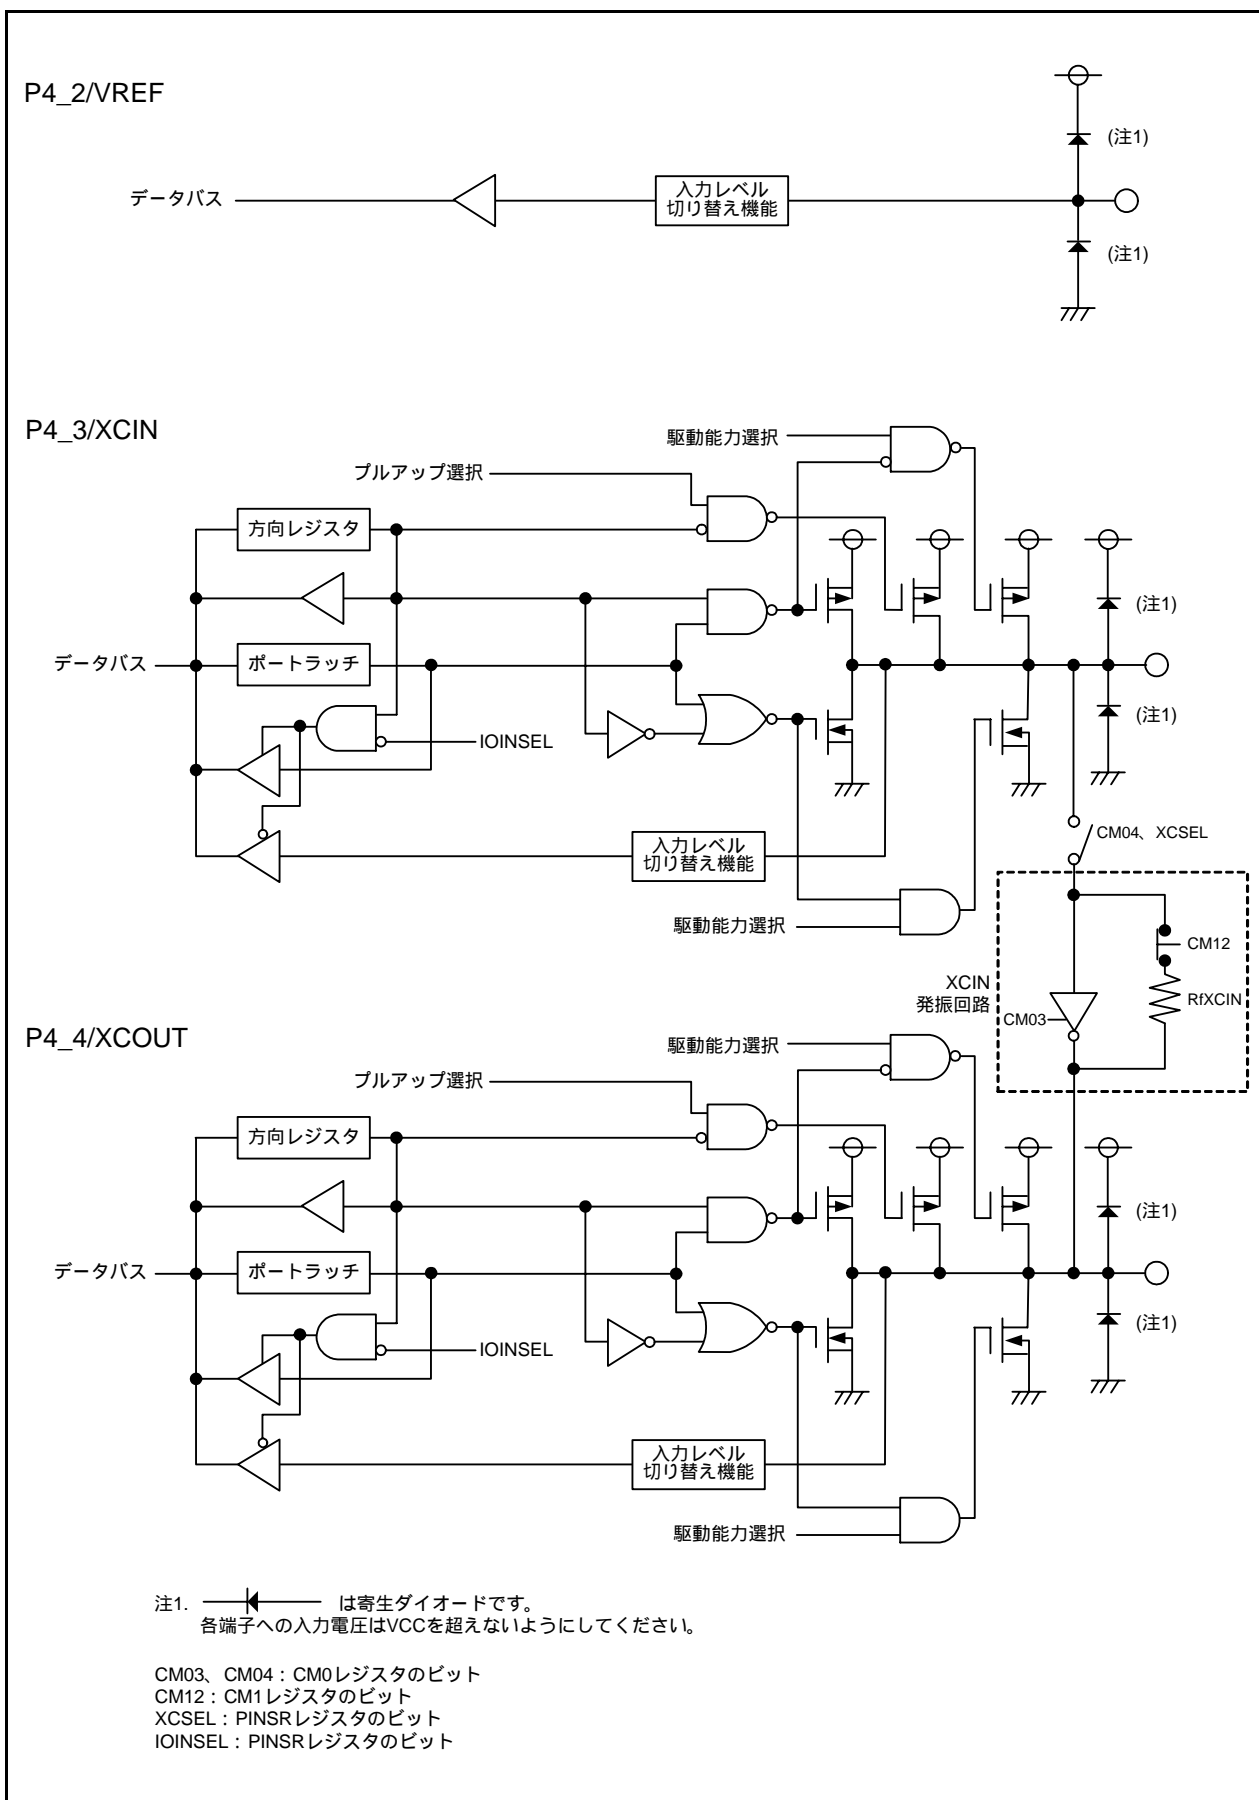 P4_2/VREF
(注1)
データバス
入力レベル
切り替え機能
(注1)
P4_3/XCIN
駆動能力選択
プルアップ選択
方向レジスタ
(注1)
データバス
ポートラッチ
(注1)
IOINSEL
CM04、XCSEL
入力レベル
切り替え機能
駆動能力選択
CM12
XCIN
発振回路
RfXCIN
CM03
P4_4/XCOUT
駆動能力選択
プルアップ選択
方向レジスタ
(注1)
データバス
ポートラッチ
(注1)
IOINSEL
入力レベル
切り替え機能
駆動能力選択
注1. は寄生ダイオードです。
各端子への入力電圧はVCCを超えないようにしてください。
CM03、CM04：CM0レジスタのビット
CM12：CM1レジスタのビット
XCSEL：PINSRレジスタのビット
IOINSEL：PINSRレジスタのビット